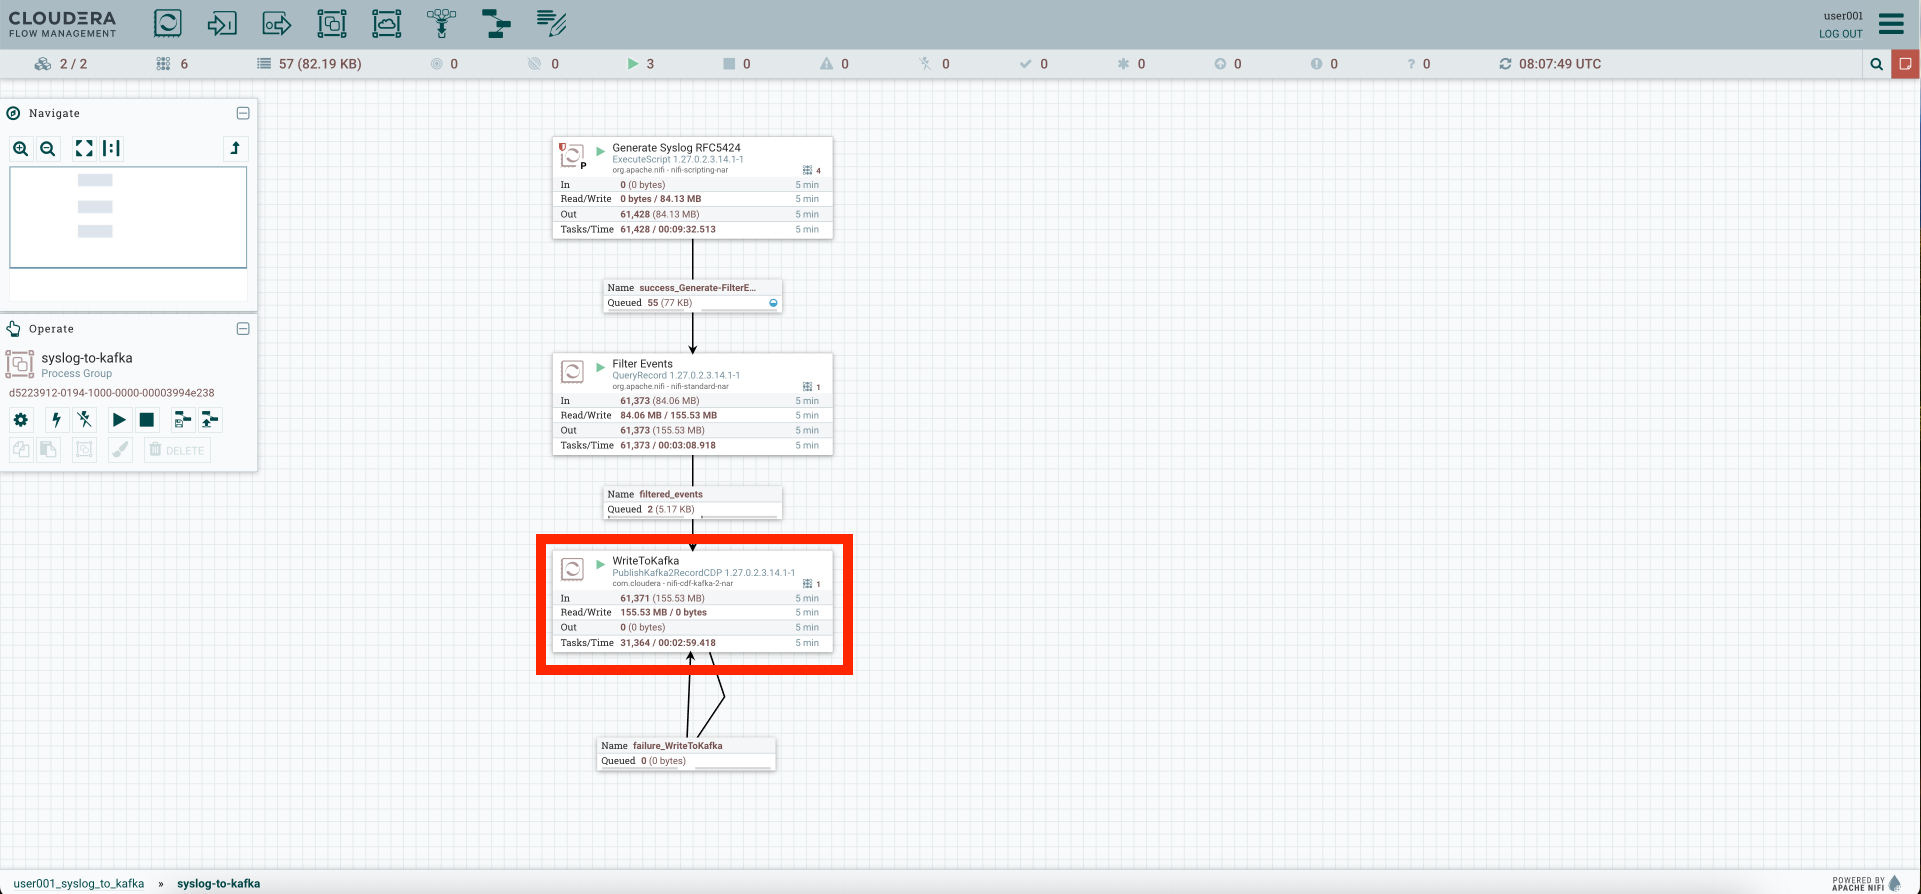 CLOUDERA
FLOW MANAGEMENT
user001
LOG OUT
2 / 2
6
57 (82.19 KB)
0
0
3
0
0
0
0
0
0
0
? 0
08:07:49 UTC
Navigate
Operate
syslog-to-kafka
Process Group
d5223912-0194-1000-0000-00003994e238
DELETE
P
Generate Syslog RFC5424
ExecuteScript 1.27.0.2.3.14.1-1
org.apache.nifi - nifi-scripting-nar
4
In 0 (0 bytes) 5 min
Read/Write 0 bytes / 84.13 MB 5 min
Out 61,428 (84.13 MB) 5 min
Tasks/Time 61,428 / 00:09:32.513 5 min
Name success_Generate-FilterE...
Queued 55 (77 KB)
Filter Events
QueryRecord 1.27.0.2.3.14.1-1
org.apache.nifi - nifi-standard-nar
1
In 61,373 (84.06 MB) 5 min
Read/Write 84.06 MB / 155.53 MB 5 min
Out 61,373 (155.53 MB) 5 min
Tasks/Time 61,373 / 00:03:08.918 5 min
Name filtered_events
Queued 2 (5.17 KB)
WriteToKafka
PublishKafka2RecordCDP 1.27.0.2.3.14.1-1
com.cloudera - nifi-cdf-kafka-2-nar
1
In 61,371 (155.53 MB) 5 min
Read/Write 155.53 MB / 0 bytes 5 min
Out 0 (0 bytes) 5 min
Tasks/Time 31,364 / 00:02:59.418 5 min
Name failure_WriteToKafka
Queued 0 (0 bytes)
user001_syslog_to_kafka » syslog-to-kafka
POWERED BY
APACHE NIFI